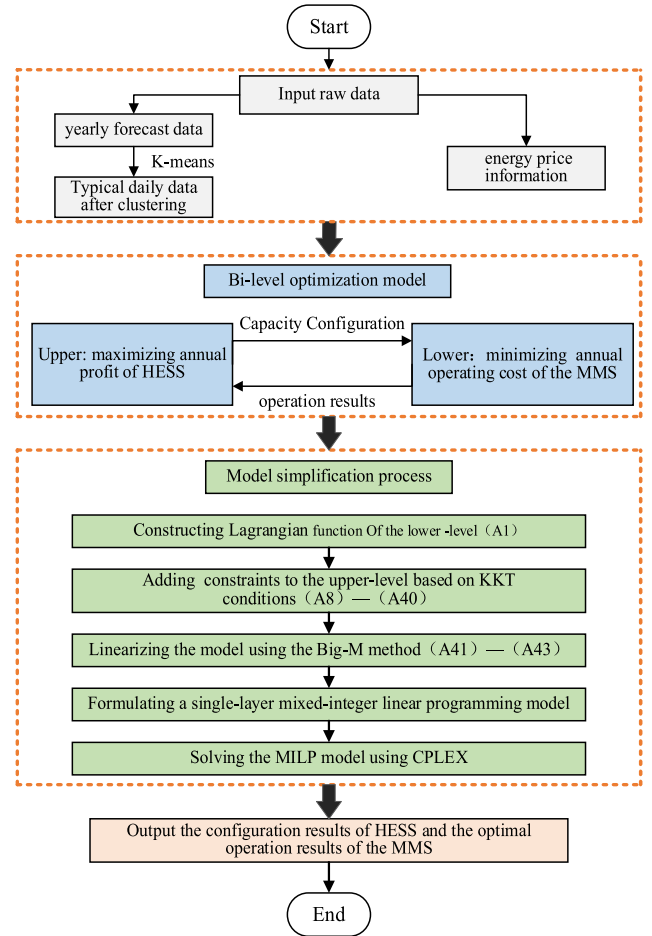 Start
Input raw data
yearly forecast data
K-means
Typical daily data
after clustering
energy price
information
Bi-level optimization model
Capacity Configuration
Upper: maximizing annual
profit of HESS
Lower：minimizing annual
operating cost of the MMS
operation results
Model simplification process
Constructing Lagrangian function Of the lower -level（A1）
Adding constraints to the upper-level based on KKT
conditions（A8）—（A40）
Linearizing the model using the Big-M method（A41）—（A43）
Formulating a single-layer mixed-integer linear programming model
Solving the MILP model using CPLEX
Output the configuration results of HESS and the optimal
operation results of the MMS
End